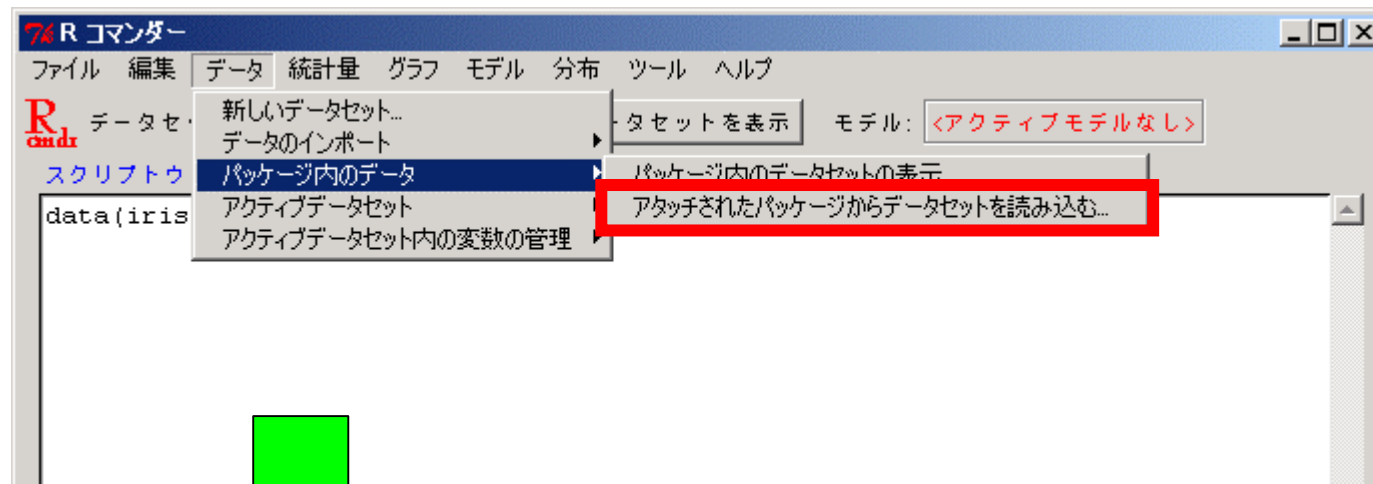 R コマンダー
ファイル 編集 データ 統計量 グラフ モデル 分布 ツール ヘルプ
R cmdr データセ タセットを表示 モデル: <アクティブモデルなし>
新しいデータセット...
データのインポート
スクリプトウ
パッケージ内のデータ
パッケージ内のデータセットの表示
data(iris
アクティブデータセット
アタッチされたパッケージからデータセットを読み込む...
アクティブデータセット内の変数の管理